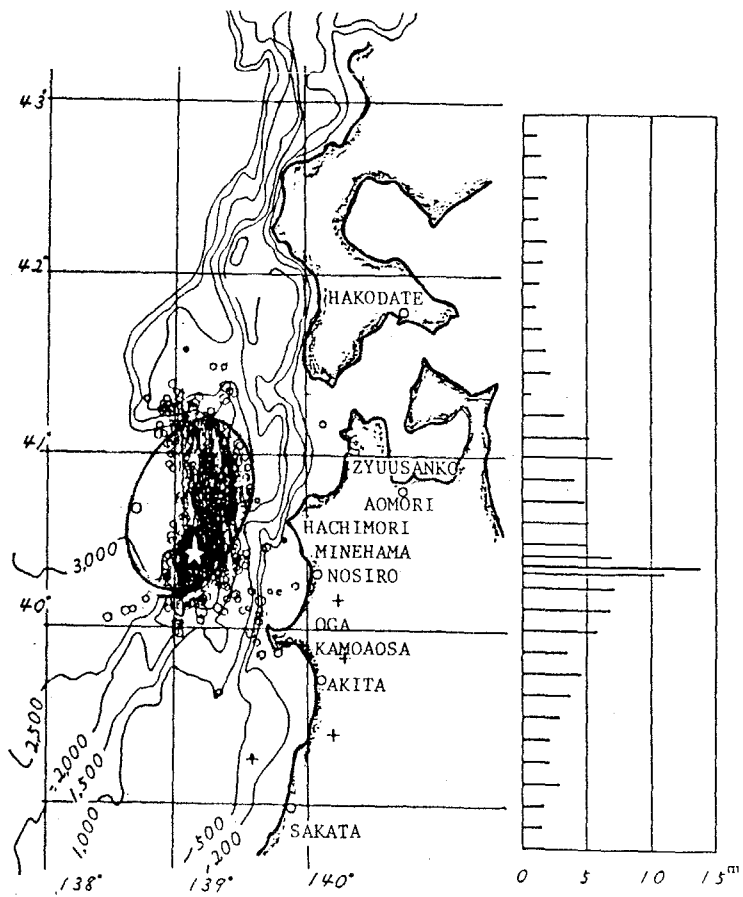 43°
42°
HAKODATE
41°
ZYUUSANKO
AOMORI
HACHIMORI
MINEHAMA
3,000
NOSIRO
40°
OGA
KAMOAOSA
AKITA
2,500
2,000
1,500
1,000
500
200
SAKATA
138° 139° 140°
0 5 10 15m